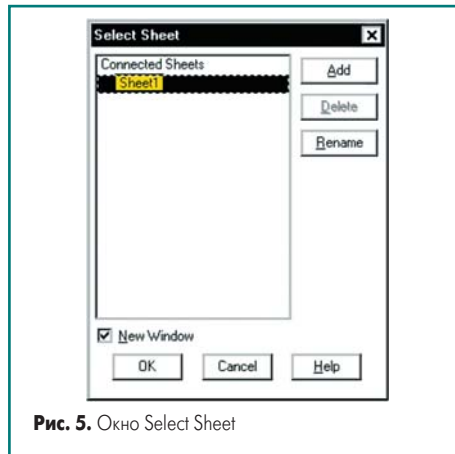 Select Sheet
Connected Sheets
Sheet1
Add
Delete
Rename
New Window
OK
Cancel
Help
Рис. 5. Окно Select Sheet